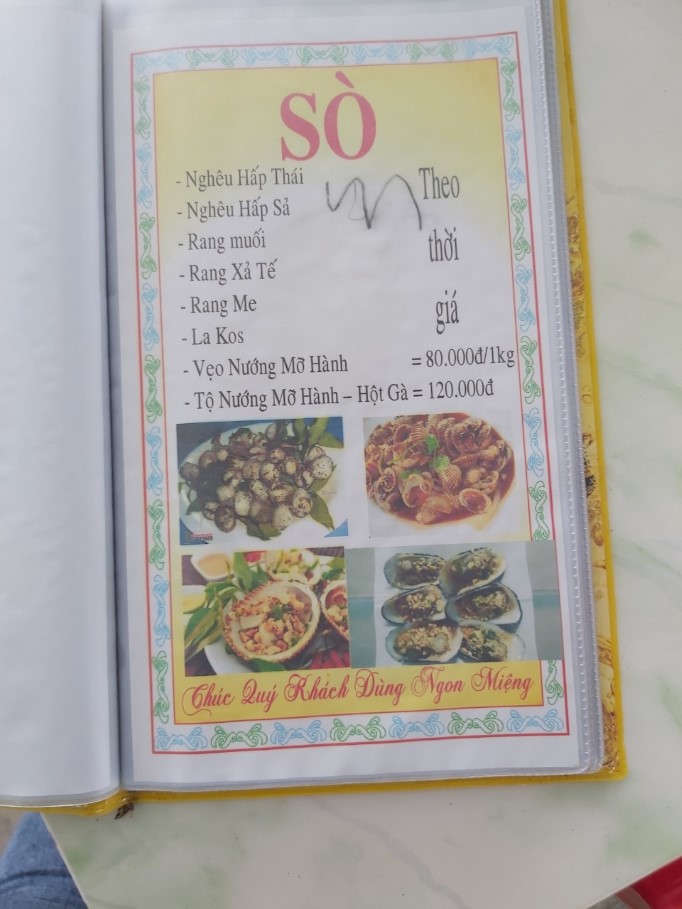 SÒ
- Nghêu Hấp Thái
- Nghêu Hấp Sả
- Rang muối
- Rang Xả Tế
- Rang Me
- La Kos
Theo
thời
giá
- Vẹo Nướng Mỡ Hành = 80.000đ/1kg
- Tộ Nướng Mỡ Hành – Hột Gà = 120.000đ
Chúc Quý Khách Dùng Ngon Miệng